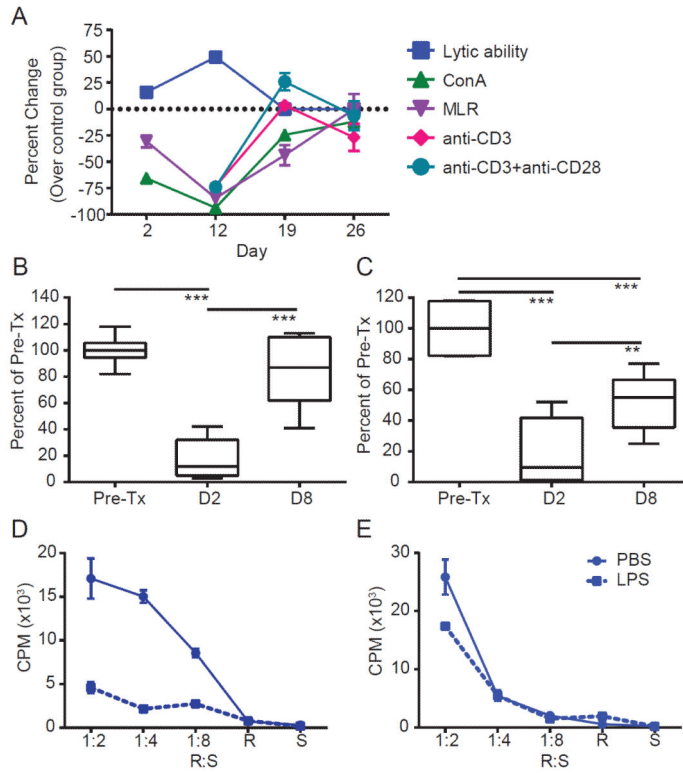 A
75
50
25
0
-25
-50
-75
-100
Percent Change
(Over control group)
2 12 19 26
Day
Lytic ability
ConA
MLR
anti-CD3
anti-CD3+anti-CD28
B
140
120
100
80
60
40
20
0
Percent of Pre-Tx
***
***
Pre-Tx D2 D8
C
120
100
80
60
40
20
0
Percent of Pre-Tx
***
***
**
Pre-Tx D2 D8
D
20
15
10
5
0
CPM (x10³)
1:2 1:4 1:8 R S
R:S
E
30
20
10
0
CPM (x10³)
PBS
LPS
1:2 1:4 1:8 R S
R:S